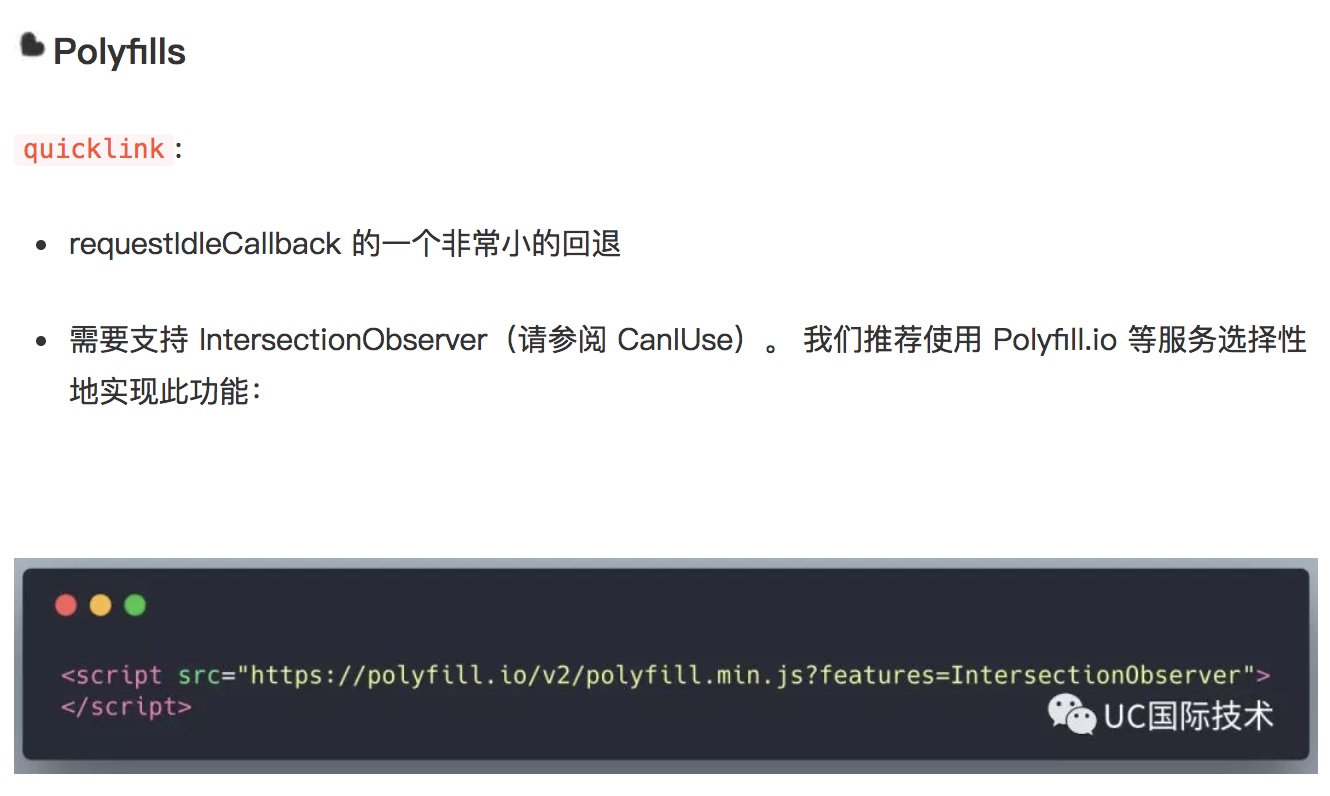 Polyfills
quicklink：
• requestIdleCallback 的一个非常小的回退
• 需要支持 IntersectionObserver（请参阅 CanIUse）。 我们推荐使用 Polyfill.io 等服务选择性
地实现此功能：
<script src="https://polyfill.io/v2/polyfill.min.js?features=IntersectionObserver">
</script>
UC国际技术